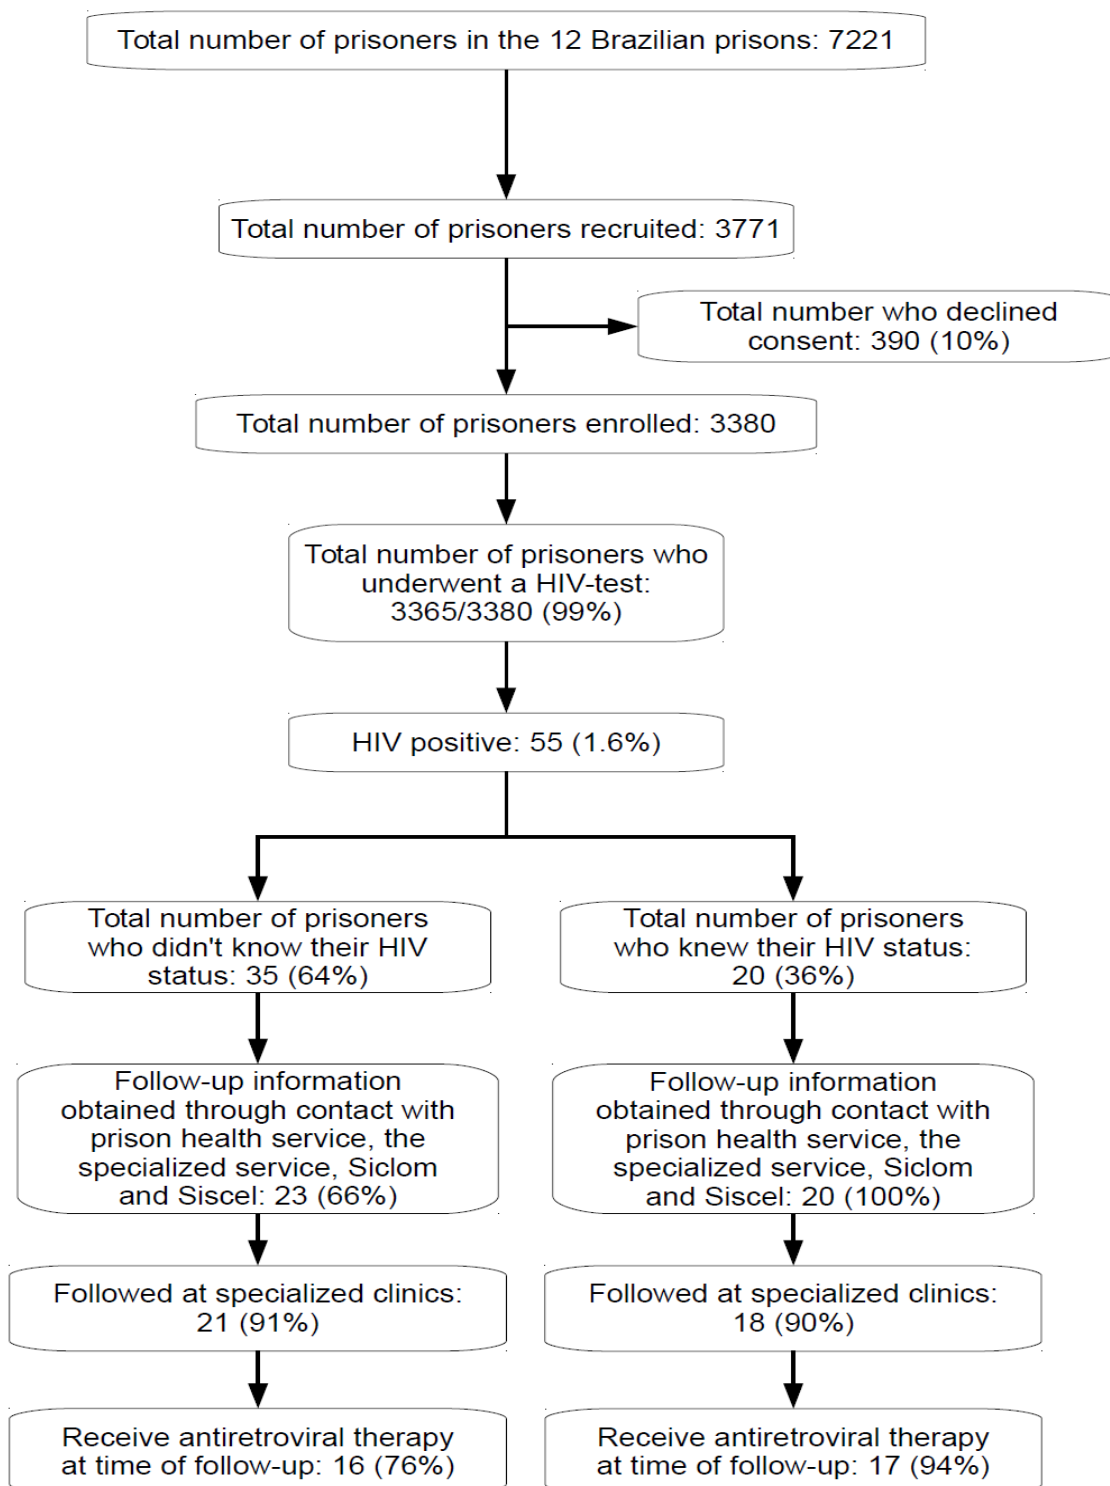 Total number of prisoners in the 12 Brazilian prisons: 7221
Total number of prisoners recruited: 3771
Total number who declined
consent: 390 (10%)
Total number of prisoners enrolled: 3380
Total number of prisoners who
underwent a HIV-test:
3365/3380 (99%)
HIV positive: 55 (1.6%)
Total number of prisoners
who didn't know their HIV
status: 35 (64%)
Total number of prisoners
who knew their HIV status:
20 (36%)
Follow-up information
obtained through contact with
prison health service, the
specialized service, Siclom
and Siscel: 23 (66%)
Follow-up information
obtained through contact with
prison health service, the
specialized service, Siclom
and Siscel: 20 (100%)
Followed at specialized clinics:
21 (91%)
Followed at specialized clinics:
18 (90%)
Receive antiretroviral therapy
at time of follow-up: 16 (76%)
Receive antiretroviral therapy
at time of follow-up: 17 (94%)